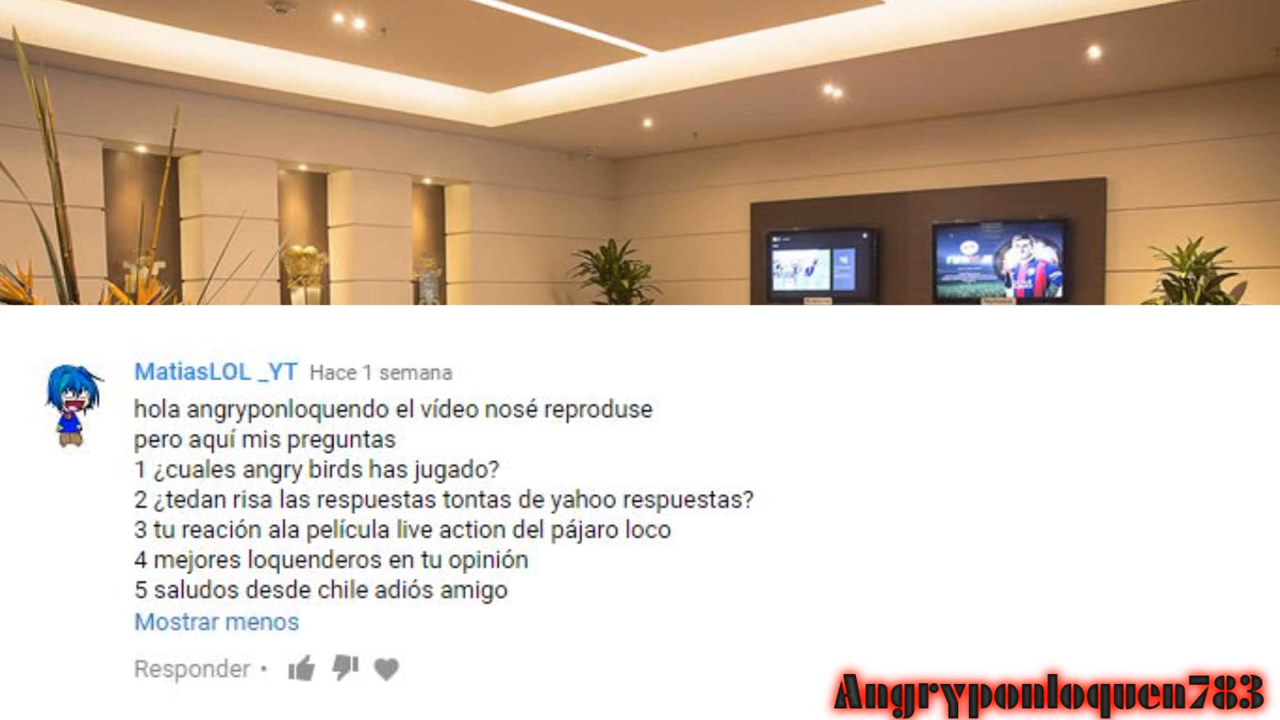 MatiasLOL _YT Hace 1 semana
hola angryponloquendo el vídeo nosé reproduse
pero aquí mis preguntas
1 ¿cuales angry birds has jugado?
2 ¿tedan risa las respuestas tontas de yahoo respuestas?
3 tu reación ala película live action del pájaro loco
4 mejores loquenderos en tu opinión
5 saludos desde chile adiós amigo
Mostrar menos
Responder •
Angryponloquen783